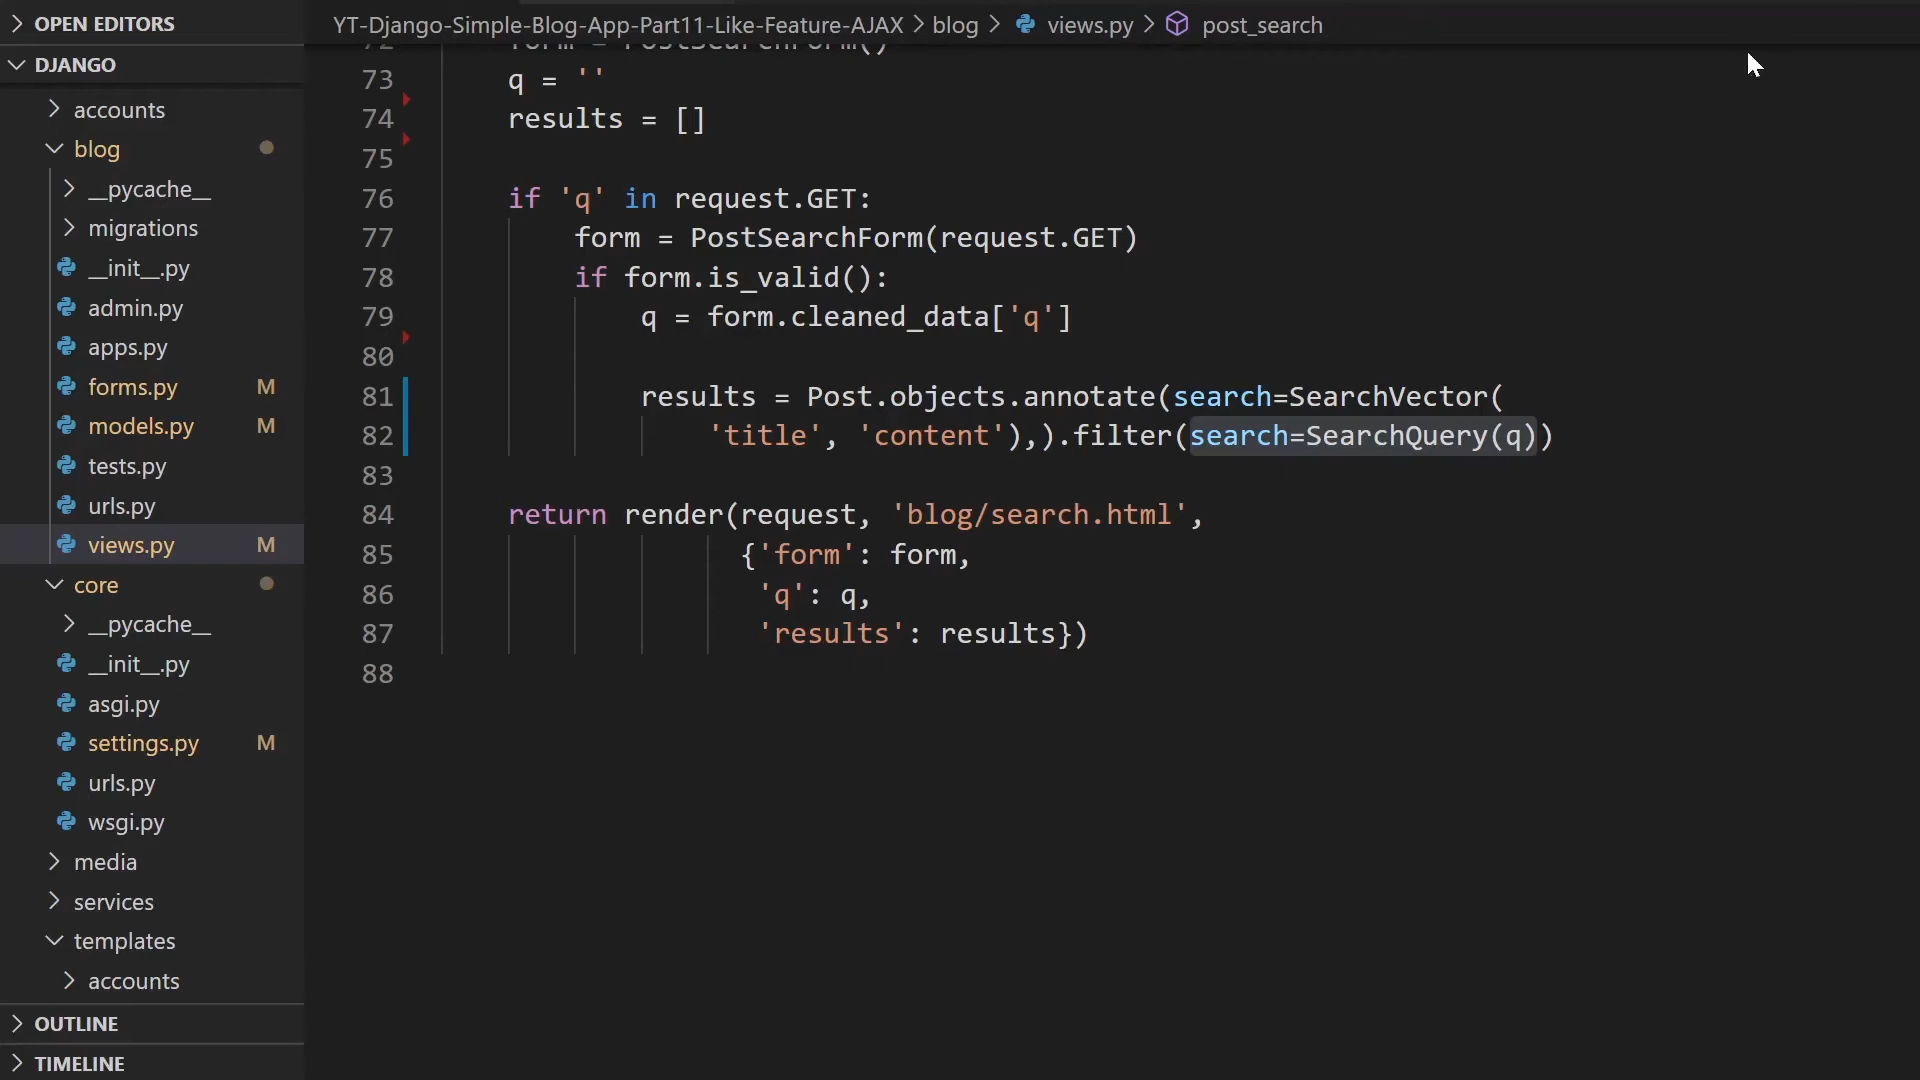 OPEN EDITORS
DJANGO
accounts
blog
__pycache__
migrations
__init__.py
admin.py
apps.py
forms.py M
models.py M
tests.py
urls.py
views.py M
core
__pycache__
__init__.py
asgi.py
settings.py M
urls.py
wsgi.py
media
services
templates
accounts
OUTLINE
TIMELINE
YT-Django-Simple-Blog-App-Part11-Like-Feature-AJAX > blog > views.py > post_search
72 form = PostSearchForm()
73 q = ''
74 results = []
75
76 if 'q' in request.GET:
77 form = PostSearchForm(request.GET)
78 if form.is_valid():
79 q = form.cleaned_data['q']
80
81 results = Post.objects.annotate(search=SearchVector(
82 'title', 'content'),).filter(search=SearchQuery(q))
83
84 return render(request, 'blog/search.html',
85 {'form': form,
86 'q': q,
87 'results': results})
88